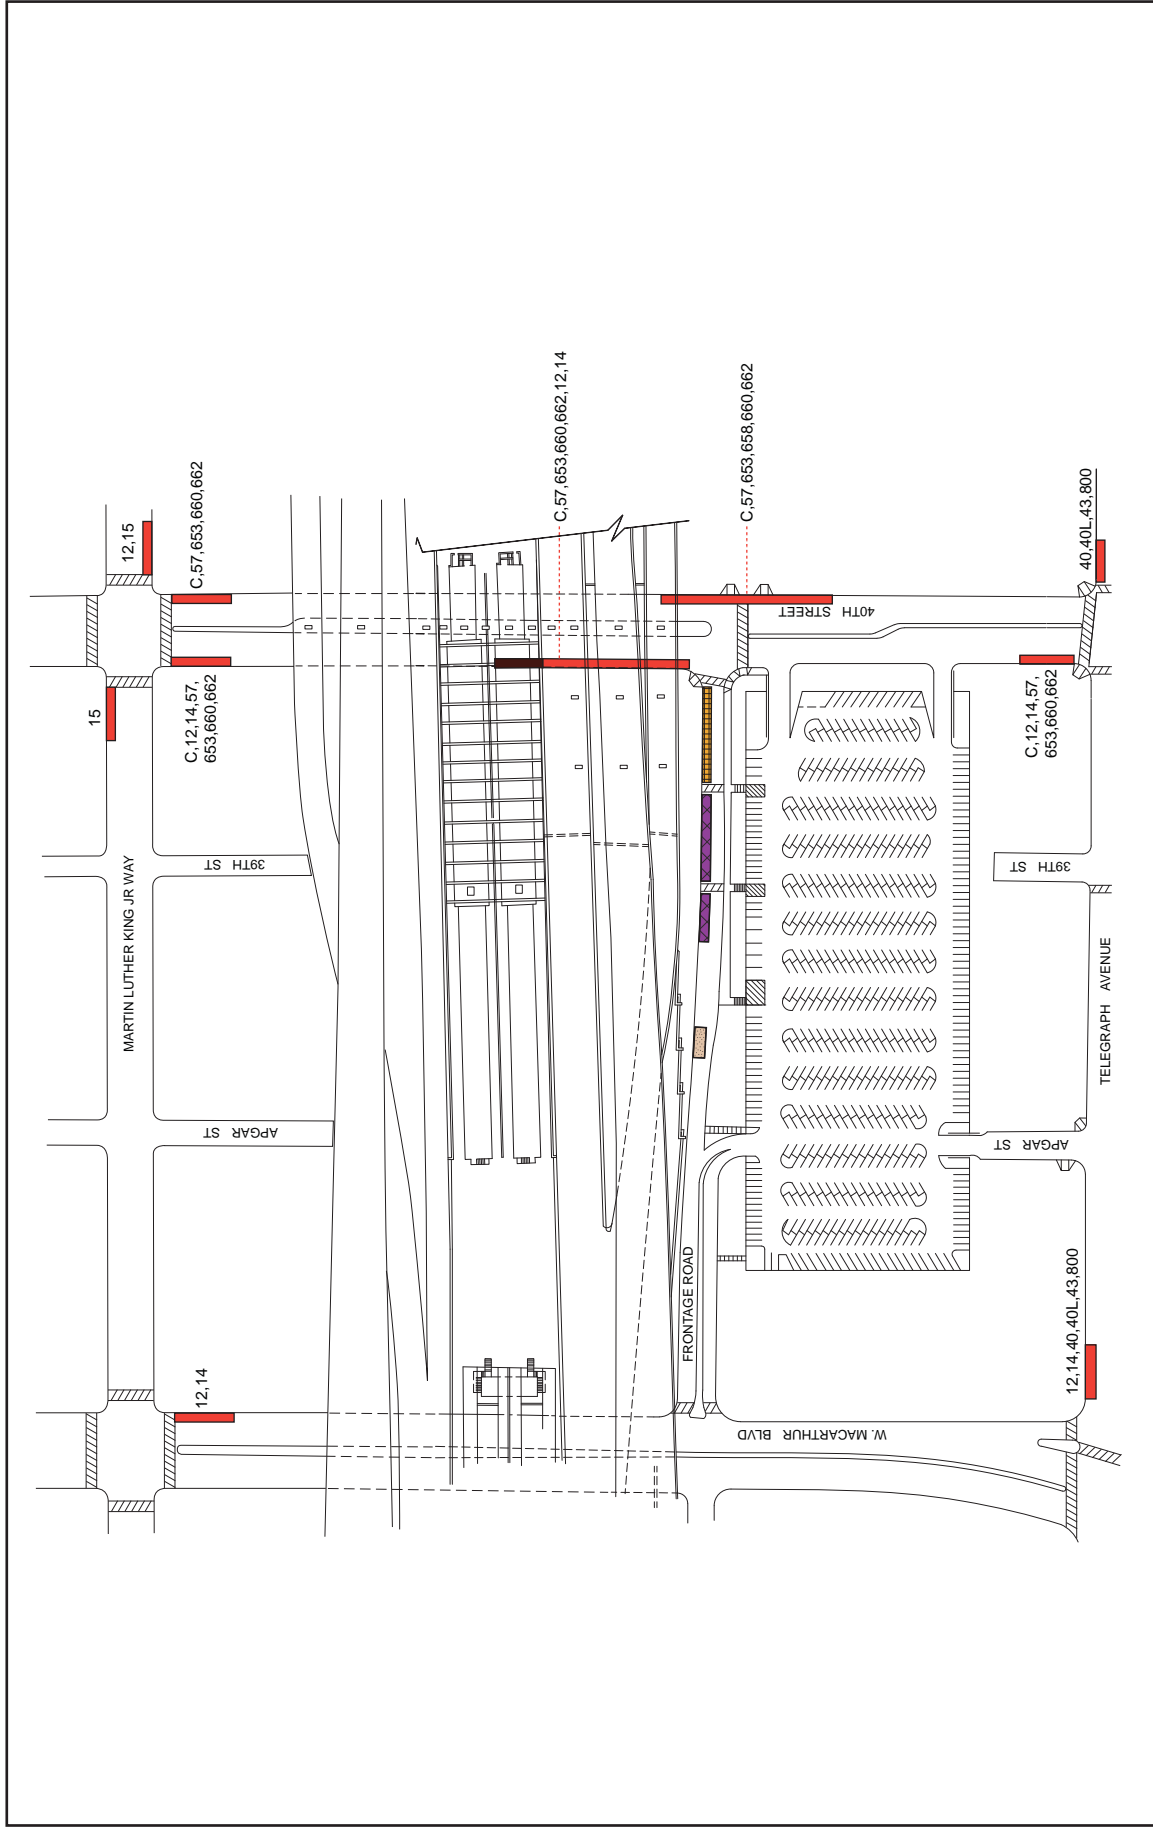 12,15
C,57,653,660,662
15
C,12,14,57,
653,660,662
C,57,653,660,662,12,14
C,57,653,658,660,662
40,40L,43,800
40TH STREET
C,12,14,57,
653,660,662
MARTIN LUTHER KING JR WAY
39TH ST
39TH ST
TELEGRAPH AVENUE
APGAR ST
APGAR ST
FRONTAGE ROAD
12,14
W. MACARTHUR BLVD
12,14,40,40L,43,800